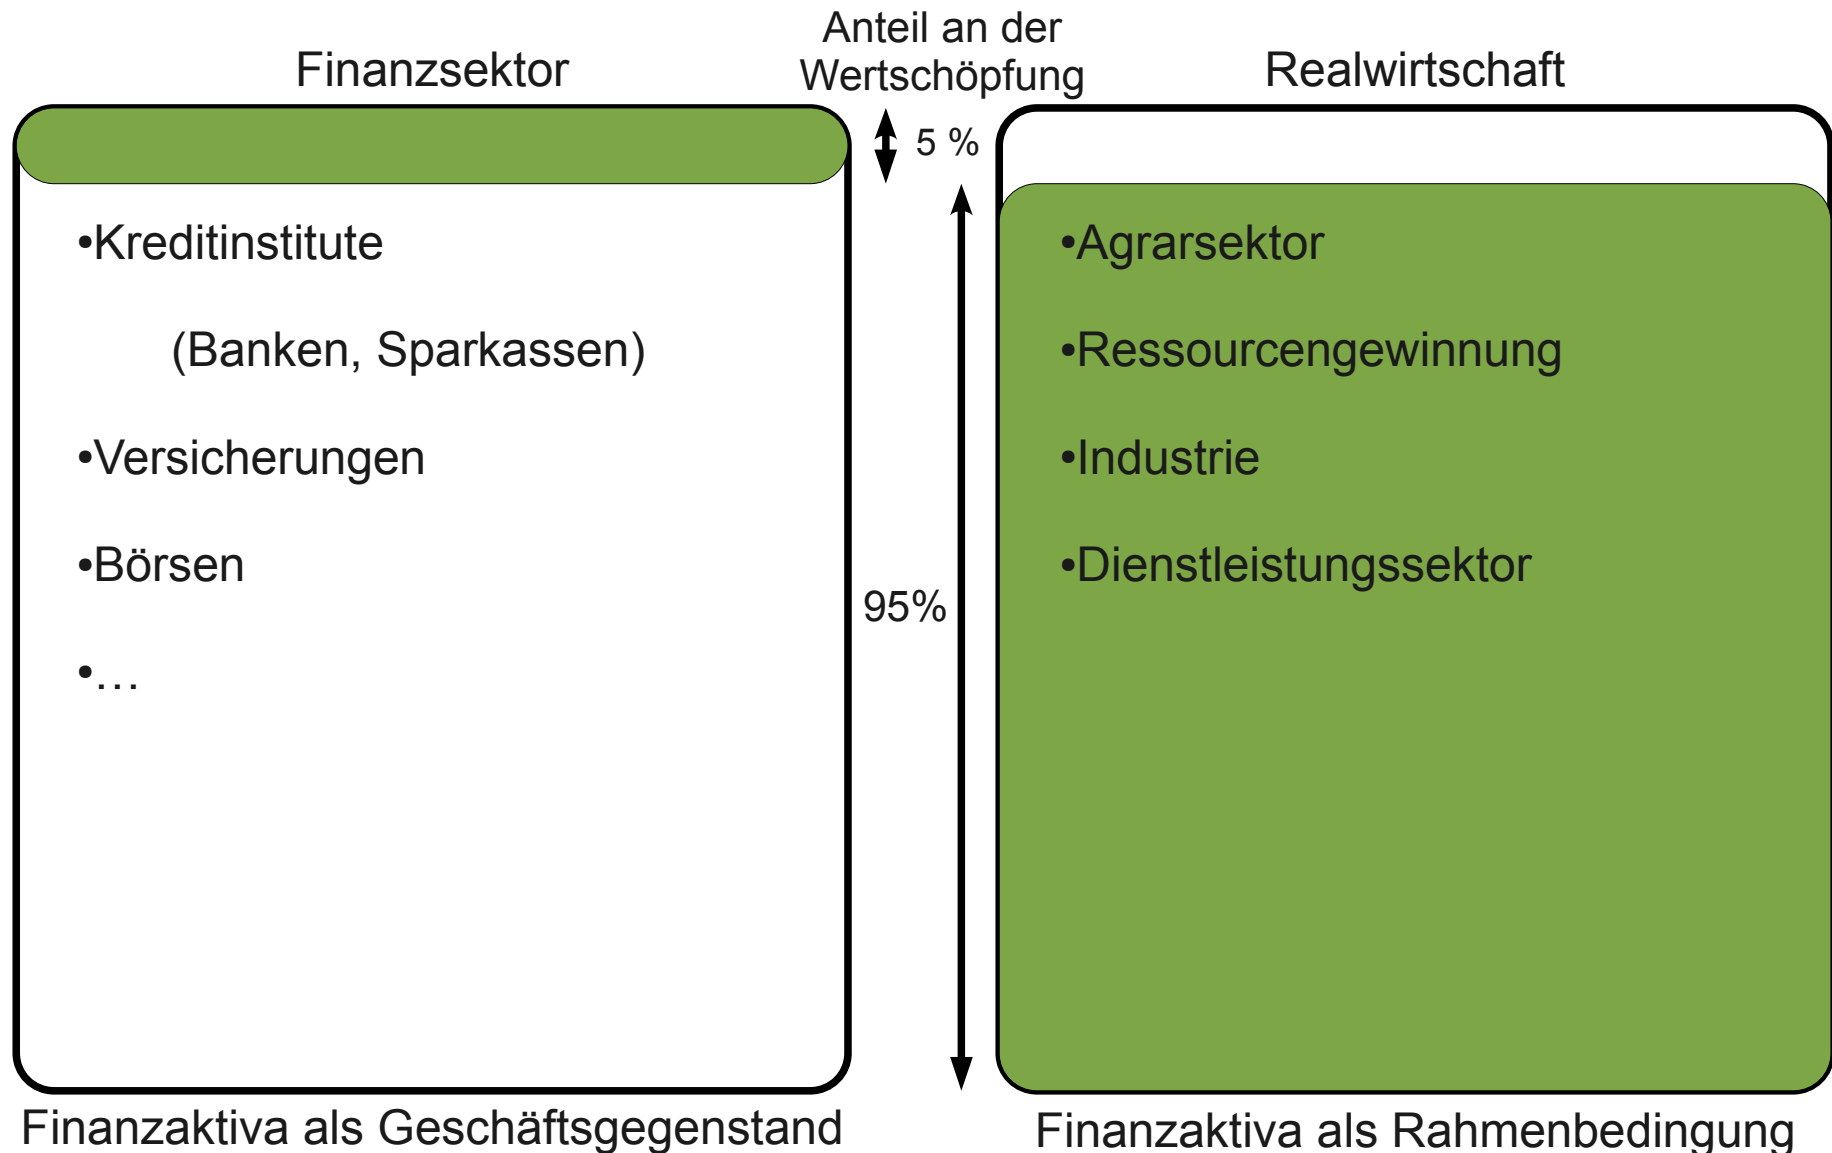 Finanzsektor
Anteil an der
Wertschöpfung
Realwirtschaft
5 %
•Kreditinstitute
(Banken, Sparkassen)
•Versicherungen
•Börsen
•…
95%
•Agrarsektor
•Ressourcengewinnung
•Industrie
•Dienstleistungssektor
Finanzaktiva als Geschäftsgegenstand
Finanzaktiva als Rahmenbedingung